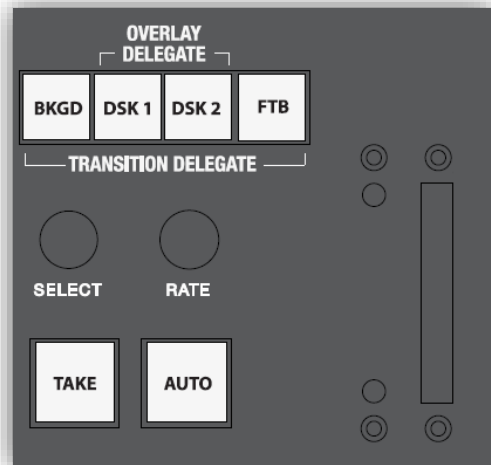 OVERLAY
DELEGATE
BKGD DSK 1 DSK 2 FTB
TRANSITION DELEGATE
SELECT RATE
TAKE AUTO